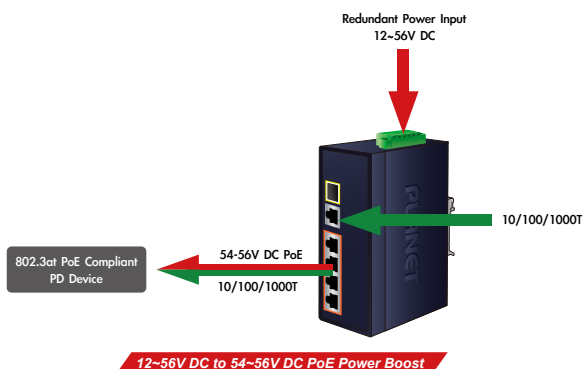 Redundant Power Input
12~56V DC
PLANET
10/100/1000T
54-56V DC PoE
10/100/1000T
802.3at PoE Compliant
PD Device
12~56V DC to 54~56V DC PoE Power Boost